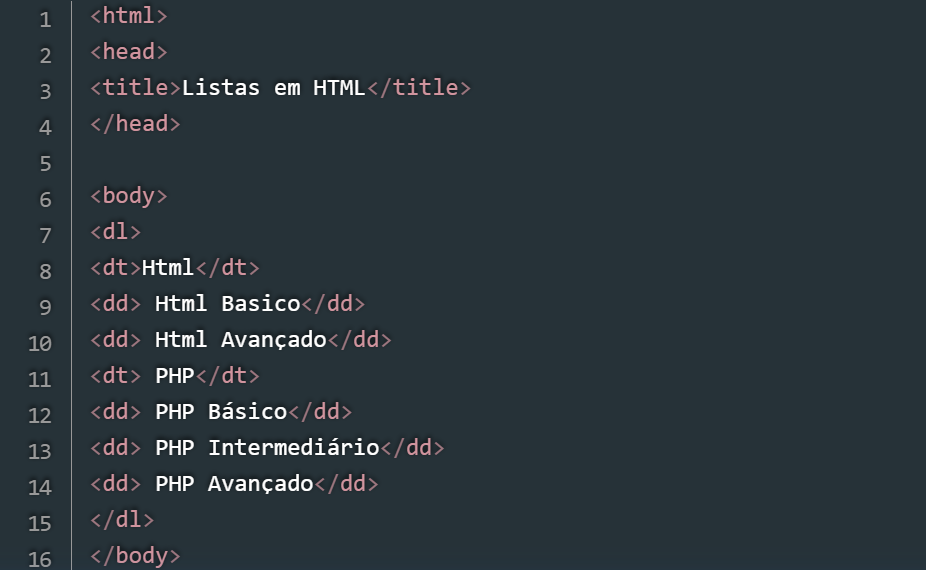 1 <html>
2 <head>
3 <title>Listas em HTML</title>
4 </head>
5
6 <body>
7 <dl>
8 <dt>Html</dt>
9 <dd> Html Basico</dd>
10 <dd> Html Avançado</dd>
11 <dt> PHP</dt>
12 <dd> PHP Básico</dd>
13 <dd> PHP Intermediário</dd>
14 <dd> PHP Avançado</dd>
15 </dl>
16 </body>